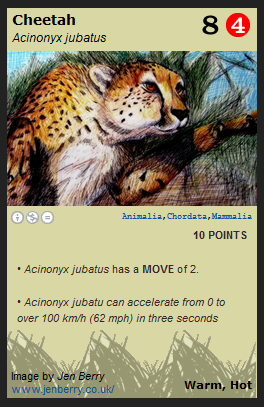 Cheetah
8 4
Acinonyx jubatus
Animalia,Chordata,Mammalia
10 POINTS
• Acinonyx jubatus has a MOVE of 2.
• Acinonyx jubatu can accelerate from 0 to
over 100 km/h (62 mph) in three seconds
Image by Jen Berry
www.jenberry.co.uk/
Warm, Hot